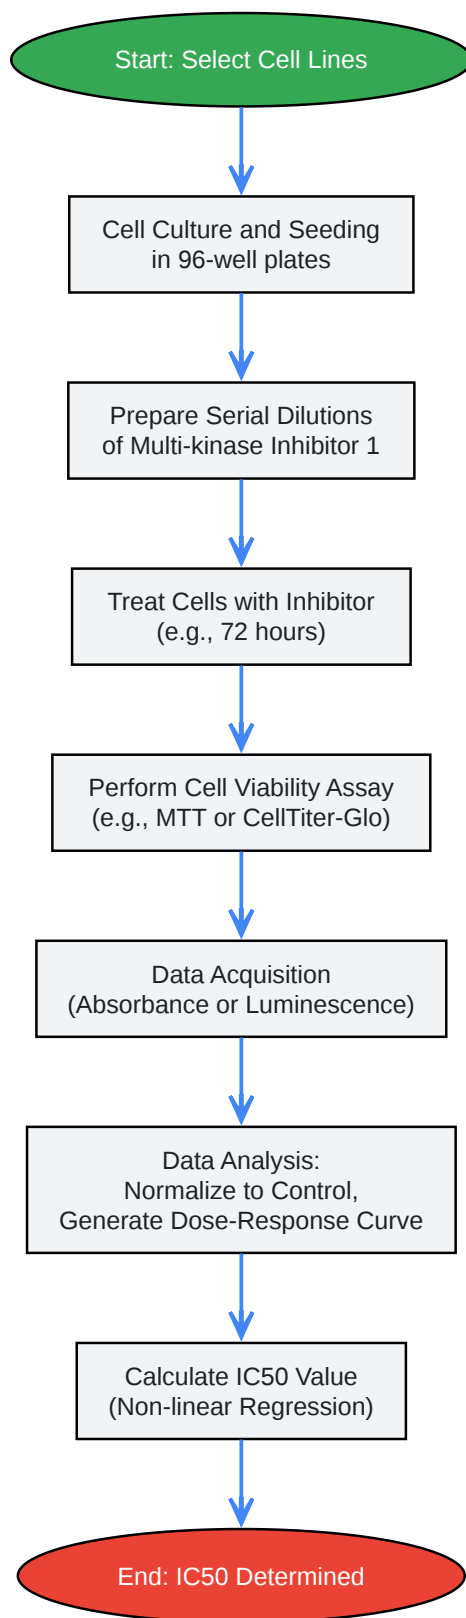 Start: Select Cell Lines
Cell Culture and Seeding
in 96-well plates
Prepare Serial Dilutions
of Multi-kinase Inhibitor 1
Treat Cells with Inhibitor
(e.g., 72 hours)
Perform Cell Viability Assay
(e.g., MTT or CellTiter-Glo)
Data Acquisition
(Absorbance or Luminescence)
Data Analysis:
Normalize to Control,
Generate Dose-Response Curve
Calculate IC50 Value
(Non-linear Regression)
End: IC50 Determined